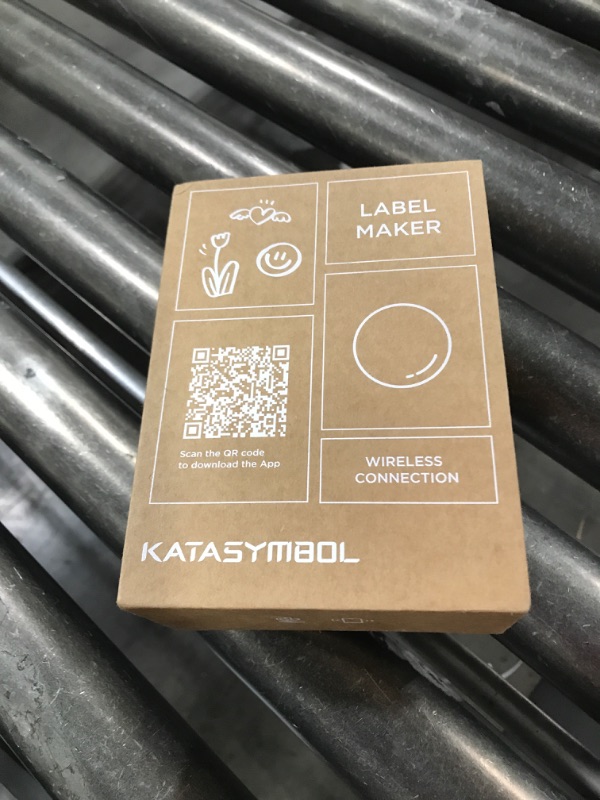 LABEL
MAKER
Scan the QR code
to download the App
WIRELESS
CONNECTION
KATASYMBOL